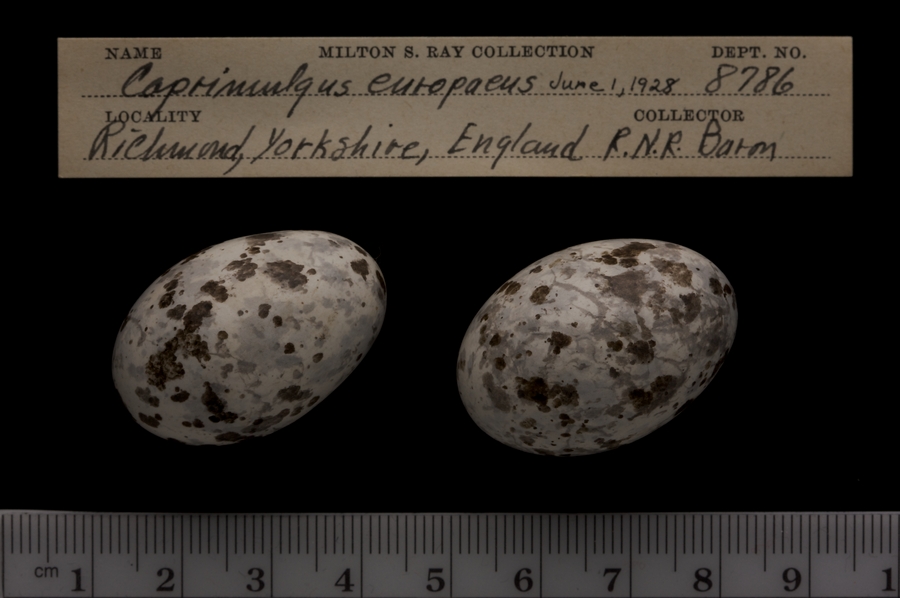 NAME MILTON S. RAY COLLECTION DEPT. NO.
Caprimulgus europaeus June 1, 1928 8786
LOCALITY COLLECTOR
Richmond, Yorkshire, England R.N.R. Baron
cm 1 2 3 4 5 6 7 8 9 1